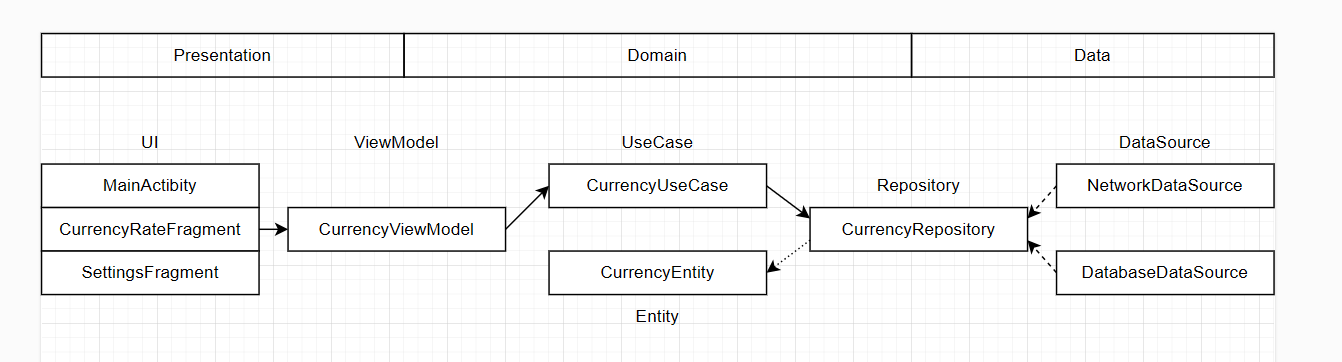 Presentation
Domain
Data
UI
ViewModel
UseCase
DataSource
MainActibity
CurrencyUseCase
Repository
NetworkDataSource
CurrencyRateFragment
CurrencyViewModel
CurrencyRepository
SettingsFragment
CurrencyEntity
DatabaseDataSource
Entity